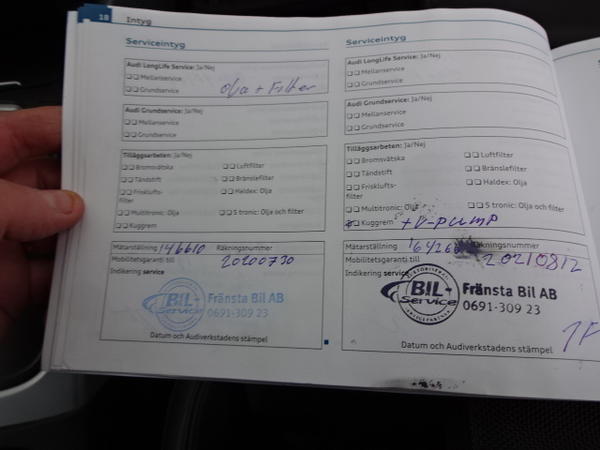 18 Intyg
Serviceintyg
Audi LongLife Service: Ja/Nej
Mellanservice
Grundservice
olja + Filter
Audi Grundservice: Ja/Nej
Mellanservice
Grundservice
Tilläggsarbeten: Ja/Nej
Bromsvätska
Luftfilter
Tändstift
Bränslefilter
Frisklufts-
filter
Haldex: Olja
Multitronic: Olja
S tronic: Olja och filter
Kuggrem
Mätarställning 146610 Räkningsnummer
Mobilitetsgaranti till 20200730
Indikering service
BIL-
Service
Fränsta Bil AB
0691-309 23
Datum och Audiverkstadens stämpel
Serviceintyg
Audi LongLife Service: Ja/Nej
Mellanservice
Grundservice
Audi Grundservice: Ja/Nej
Mellanservice
Grundservice
Tilläggsarbeten: Ja/Nej
Bromsvätska
Luftfilter
Tändstift
Bränslefilter
Frisklufts-
filter
Haldex: Olja
Multitronic: Olja
S tronic: Olja och filter
Kuggrem + V-PUMP
Mätarställning Räkningsnummer
Mobilitetsgaranti till 20210812
Indikering service
AUKTORISERAD
BIL-
Service
Fränsta Bil AB
0691-309 23
Datum och Audiverkstadens stämpel